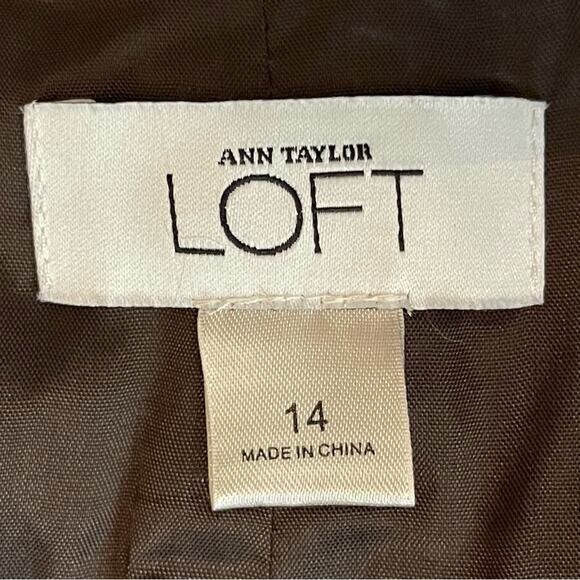 ANN TAYLOR
LOFT
14
MADE IN CHINA